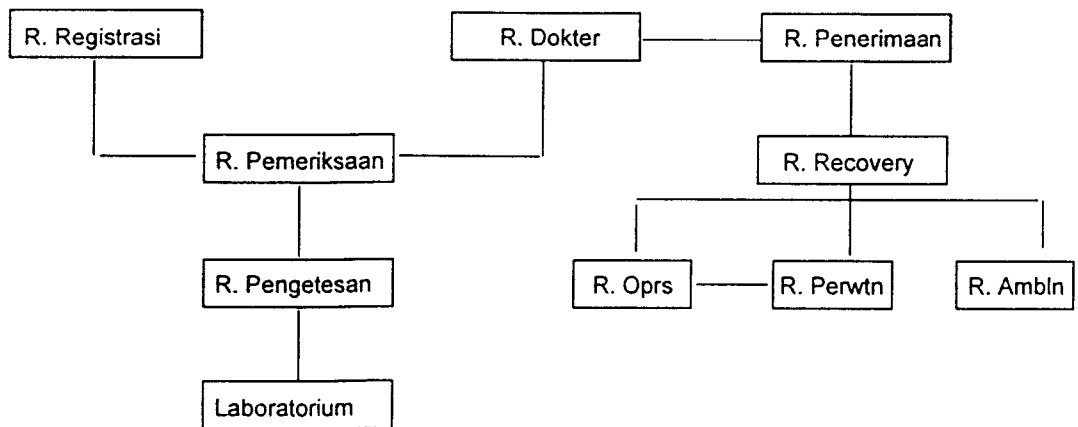 R. Registrasi
R. Dokter
R. Penerimaan
R. Pemeriksaan
R. Recovery
R. Pengetesan
R. Oprs
R. Perwtn
R. Ambln
Laboratorium